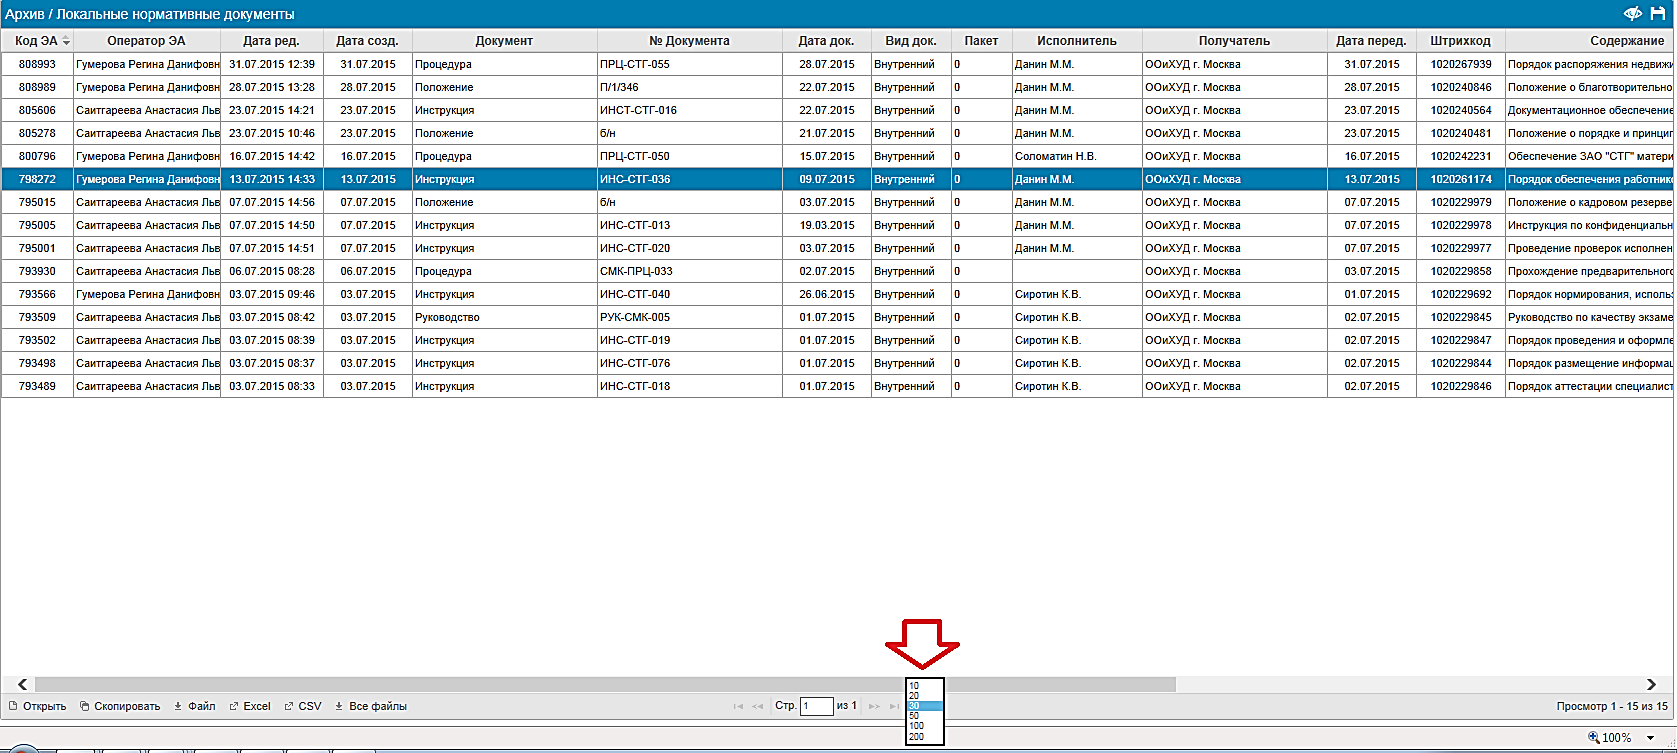 Архив / Локальные нормативные документы
Код ЭА Оператор ЭА Дата ред. Дата созд. Документ № Документа Дата док. Вид док. Пакет Исполнитель Получатель Дата перед. Штрихкод Содержание
808993 Гумерова Регина Данифовн 31.07.2015 12:39 31.07.2015 Процедура ПРЦ-СТГ-055 28.07.2015 Внутренний 0 Данин М.М. ООиХУД г. Москва 31.07.2015 1020267939 Порядок распоряжения недвижи
808989 Гумерова Регина Данифовн 28.07.2015 13:28 28.07.2015 Положение П/1/346 22.07.2015 Внутренний 0 Данин М.М. ООиХУД г. Москва 28.07.2015 1020240846 Положение о благотворительно
805606 Саитгареева Анастасия Льв 23.07.2015 14:21 23.07.2015 Инструкция ИНСТ-СТГ-016 22.07.2015 Внутренний 0 Данин М.М. ООиХУД г. Москва 23.07.2015 1020240564 Документационное обеспечение
805278 Саитгареева Анастасия Льв 23.07.2015 10:46 23.07.2015 Положение б/н 21.07.2015 Внутренний 0 Данин М.М. ООиХУД г. Москва 23.07.2015 1020240481 Положение о порядке и принцип
800796 Гумерова Регина Данифовн 16.07.2015 14:42 16.07.2015 Процедура ПРЦ-СТГ-050 15.07.2015 Внутренний 0 Соломатин Н.В. ООиХУД г. Москва 16.07.2015 1020242231 Обеспечение ЗАО "СТГ" матери
798272 Гумерова Регина Данифовн 13.07.2015 14:33 13.07.2015 Инструкция ИНС-СТГ-036 09.07.2015 Внутренний 0 Данин М.М. ООиХУД г. Москва 13.07.2015 1020261174 Порядок обеспечения работнико
795015 Саитгареева Анастасия Льв 07.07.2015 14:56 07.07.2015 Положение б/н 03.07.2015 Внутренний 0 Данин М.М. ООиХУД г. Москва 07.07.2015 1020229979 Положение о кадровом резерве
795005 Саитгареева Анастасия Льв 07.07.2015 14:50 07.07.2015 Инструкция ИНС-СТГ-013 19.03.2015 Внутренний 0 Данин М.М. ООиХУД г. Москва 07.07.2015 1020229978 Инструкция по конфиденциальн
795001 Саитгареева Анастасия Льв 07.07.2015 14:51 07.07.2015 Инструкция ИНС-СТГ-020 03.07.2015 Внутренний 0 Данин М.М. ООиХУД г. Москва 07.07.2015 1020229977 Проведение проверок исполнен
793930 Саитгареева Анастасия Льв 06.07.2015 08:28 06.07.2015 Процедура СМК-ПРЦ-033 02.07.2015 Внутренний 0 ООиХУД г. Москва 03.07.2015 1020229858 Прохождение предварительного
793566 Гумерова Регина Данифовн 03.07.2015 09:46 03.07.2015 Инструкция ИНС-СТГ-040 26.06.2015 Внутренний 0 Сиротин К.В. ООиХУД г. Москва 01.07.2015 1020229692 Порядок нормирования, исполь
793509 Саитгареева Анастасия Льв 03.07.2015 08:42 03.07.2015 Руководство РУК-СМК-005 01.07.2015 Внутренний 0 Сиротин К.В. ООиХУД г. Москва 02.07.2015 1020229845 Руководство по качеству экзаме
793502 Саитгареева Анастасия Льв 03.07.2015 08:39 03.07.2015 Инструкция ИНС-СТГ-019 01.07.2015 Внутренний 0 Сиротин К.В. ООиХУД г. Москва 02.07.2015 1020229847 Порядок проведения и оформле
793498 Саитгареева Анастасия Льв 03.07.2015 08:37 03.07.2015 Инструкция ИНС-СТГ-076 01.07.2015 Внутренний 0 Сиротин К.В. ООиХУД г. Москва 02.07.2015 1020229844 Порядок размещение информац
793489 Саитгареева Анастасия Льв 03.07.2015 08:33 03.07.2015 Инструкция ИНС-СТГ-018 01.07.2015 Внутренний 0 Сиротин К.В. ООиХУД г. Москва 02.07.2015 1020229846 Порядок аттестации специалист
10
20
30
50
100
200
Открыть Скопировать Файл Excel CSV Все файлы Стр. 1 из 1 Просмотр 1 - 15 из 15
100%